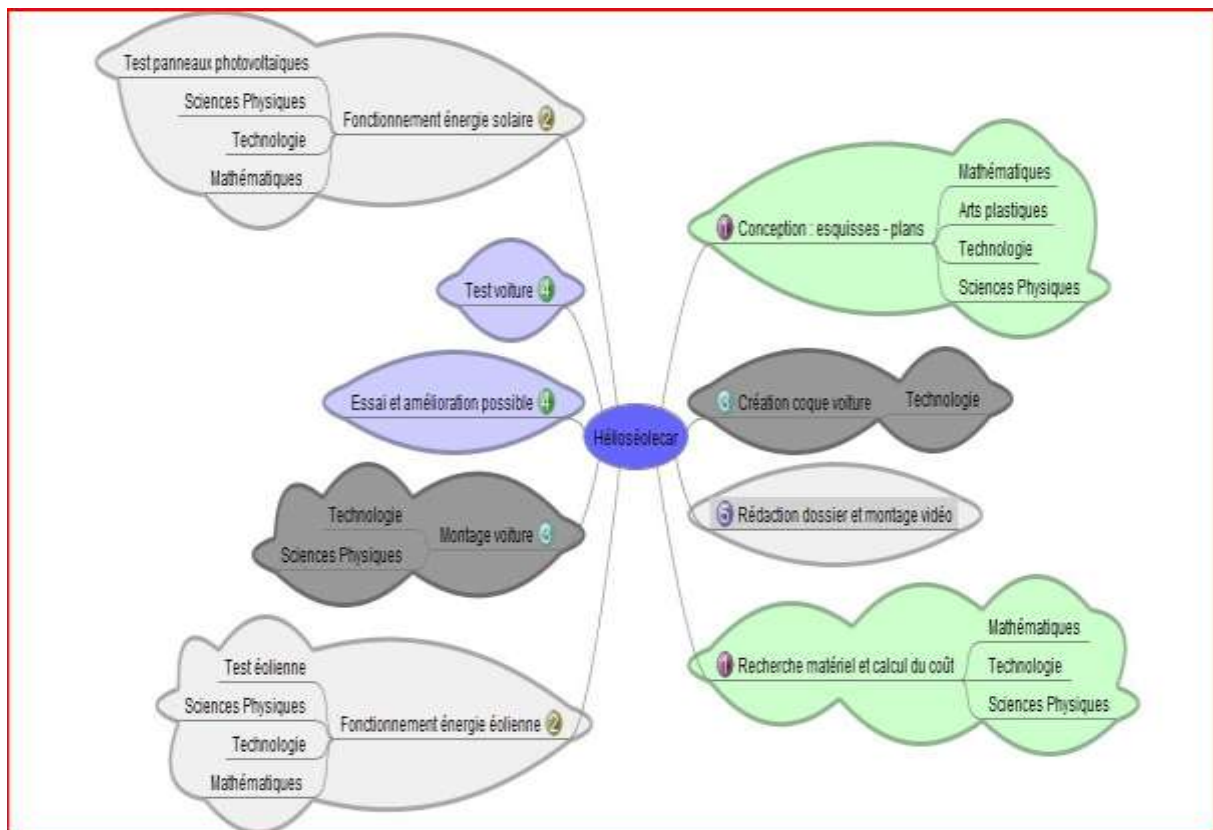 Test panneaux photovoltaïques
Sciences Physiques
Technologie
Mathématiques
Fonctionnement énergie solaire 2
Test voiture 4
Essai et amélioration possible 4
Technologie
Sciences Physiques
Montage voiture 3
Test éolienne
Sciences Physiques
Technologie
Mathématiques
Fonctionnement énergie éolienne 2
Hélioséolecar
1 Conception : esquisses - plans
Mathématiques
Arts plastiques
Technologie
Sciences Physiques
3 Création coque voiture
Technologie
5 Rédaction dossier et montage vidéo
1 Recherche matériel et calcul du coût
Mathématiques
Technologie
Sciences Physiques